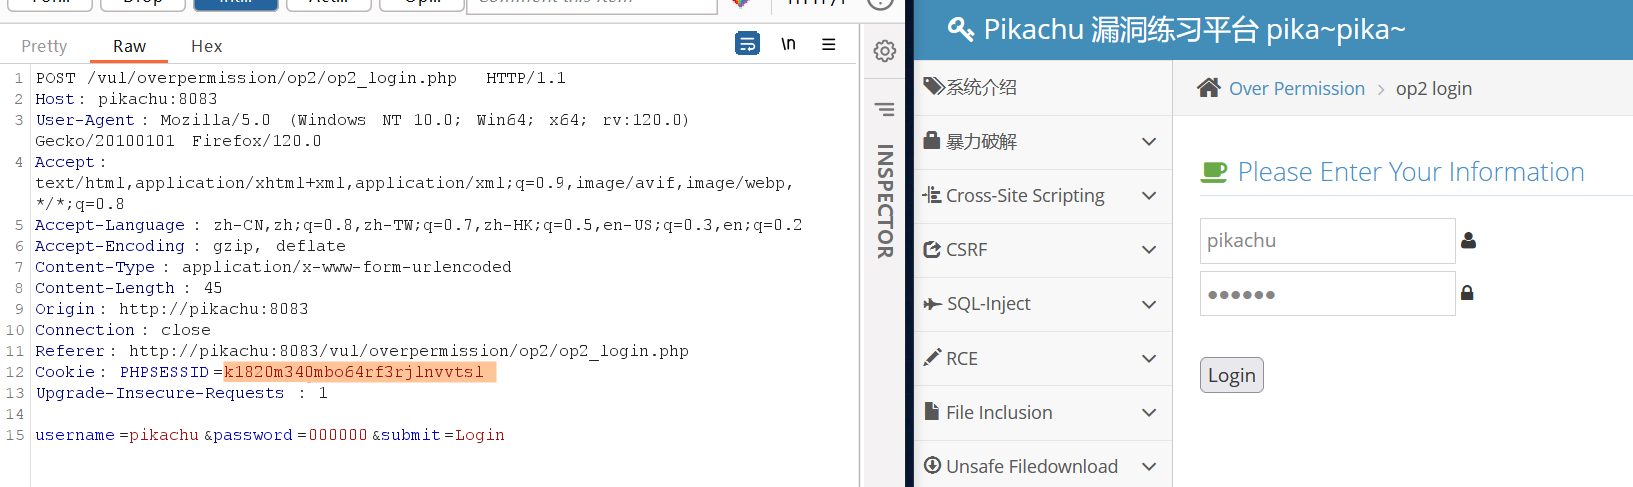 Pretty Raw Hex \n
1 POST /vul/overpermission/op2/op2_login.php HTTP/1.1
2 Host: pikachu:8083
3 User-Agent: Mozilla/5.0 (Windows NT 10.0; Win64; x64; rv:120.0)
Gecko/20100101 Firefox/120.0
4 Accept:
text/html,application/xhtml+xml,application/xml;q=0.9,image/avif,image/webp,
*/*;q=0.8
5 Accept-Language: zh-CN,zh;q=0.8,zh-TW;q=0.7,zh-HK;q=0.5,en-US;q=0.3,en;q=0.2
6 Accept-Encoding: gzip, deflate
7 Content-Type: application/x-www-form-urlencoded
8 Content-Length: 45
9 Origin: http://pikachu:8083
10 Connection: close
11 Referer: http://pikachu:8083/vul/overpermission/op2/op2_login.php
12 Cookie: PHPSESSID=k1820m340mbo64rf3rjlnvvtsl
13 Upgrade-Insecure-Requests: 1
14
15 username=pikachu&password=000000&submit=Login
INSPECTOR
Pikachu 漏洞练习平台 pika~pika~
系统介绍
暴力破解
Cross-Site Scripting
CSRF
SQL-Inject
RCE
File Inclusion
Unsafe Filedownload
Over Permission > op2 login
Please Enter Your Information
pikachu
••••••
Login